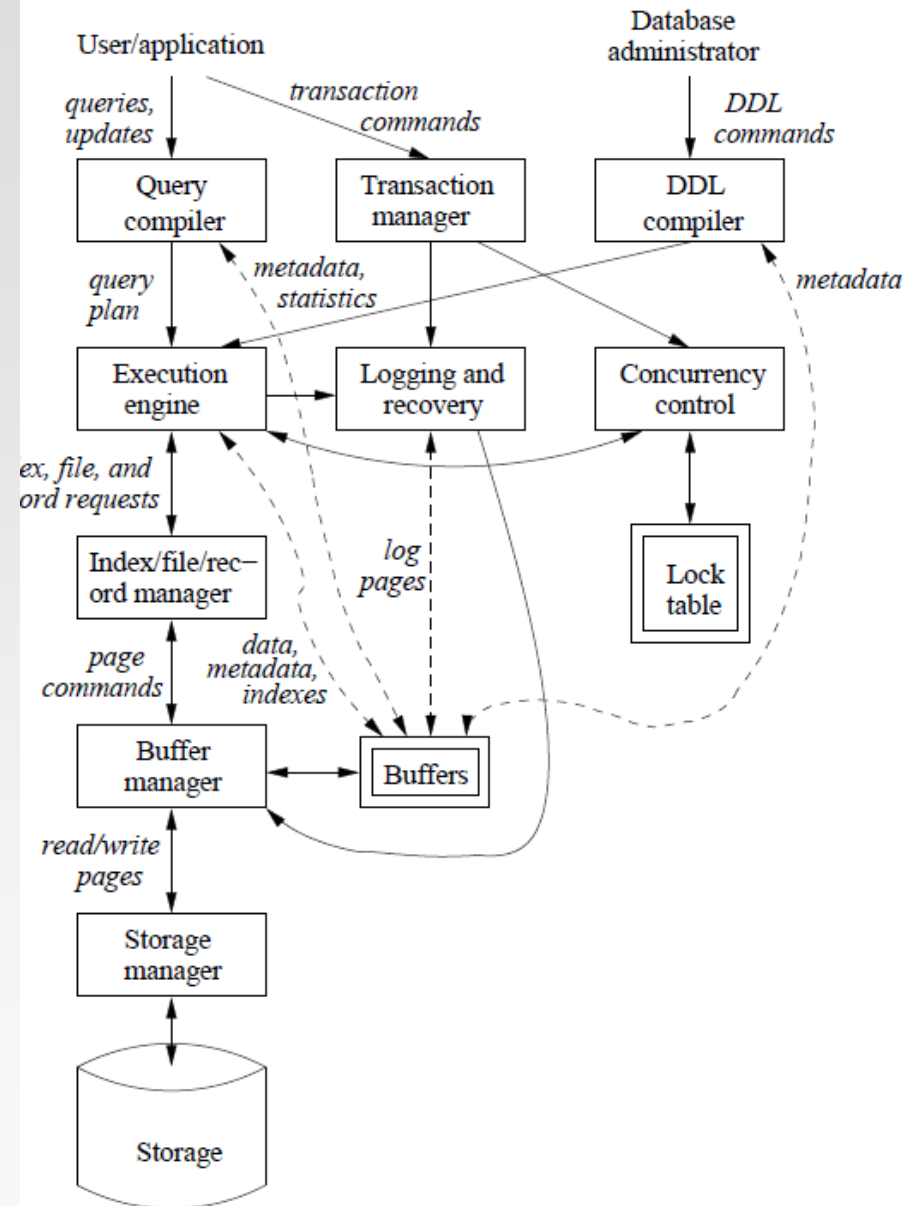 User/application
Database
administrator
queries,
updates
transaction
commands
DDL
commands
Query
compiler
Transaction
manager
DDL
compiler
query
plan
metadata,
statistics
metadata
Execution
engine
Logging and
recovery
Concurrency
control
ex, file, and
ord requests
Index/file/rec-
ord manager
log
pages
Lock
table
page
commands
data,
metadata,
indexes
Buffer
manager
Buffers
read/write
pages
Storage
manager
Storage